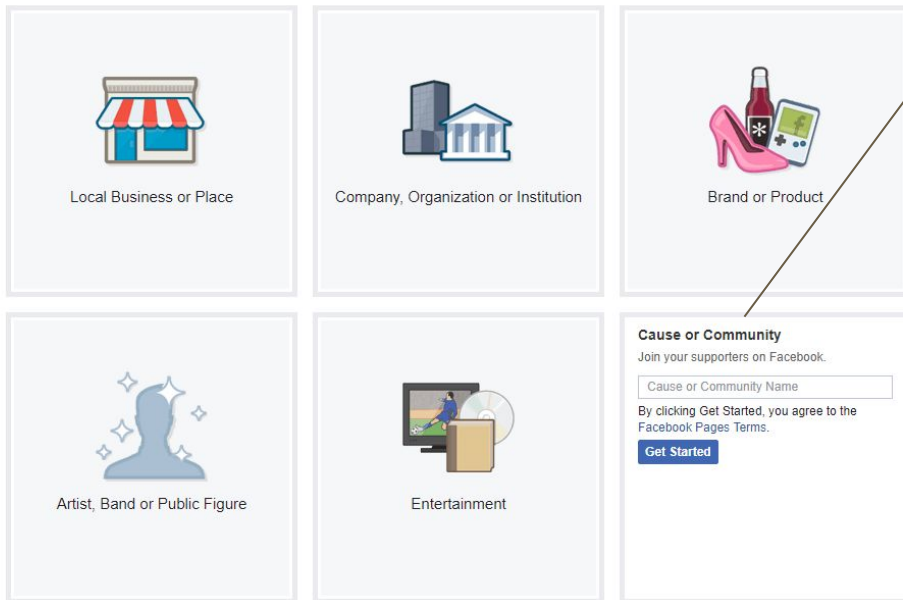 Local Business or Place
Company, Organization or Institution
Brand or Product
Artist, Band or Public Figure
Entertainment
Cause or Community
Join your supporters on Facebook.
Cause or Community Name
By clicking Get Started, you agree to the
Facebook Pages Terms.
Get Started